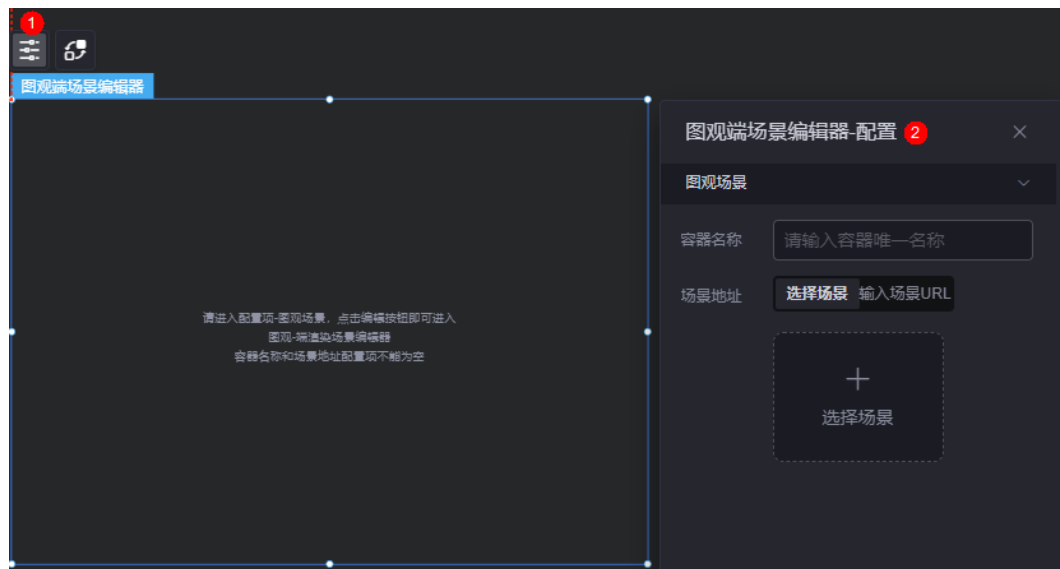 1
图观端场景编辑器
图观端场景编辑器-配置 2
图观场景
容器名称 请输入容器唯一名称
场景地址 选择场景 输入场景URL
请进入配置项-图观场景，点击编辑按钮即可进入
图观-端渲染场景编辑器
容器名称和场景地址配置项不能为空
选择场景